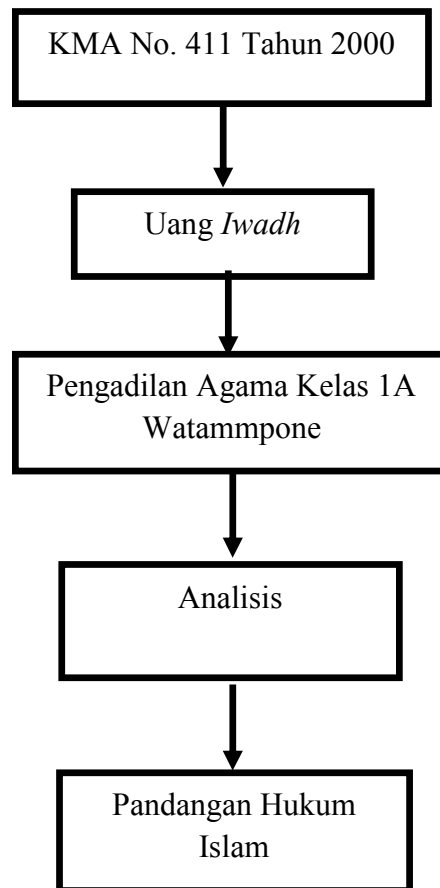 KMA No. 411 Tahun 2000
Uang Iwadh
Pengadilan Agama Kelas 1A
Watammpone
Analisis
Pandangan Hukum
Islam